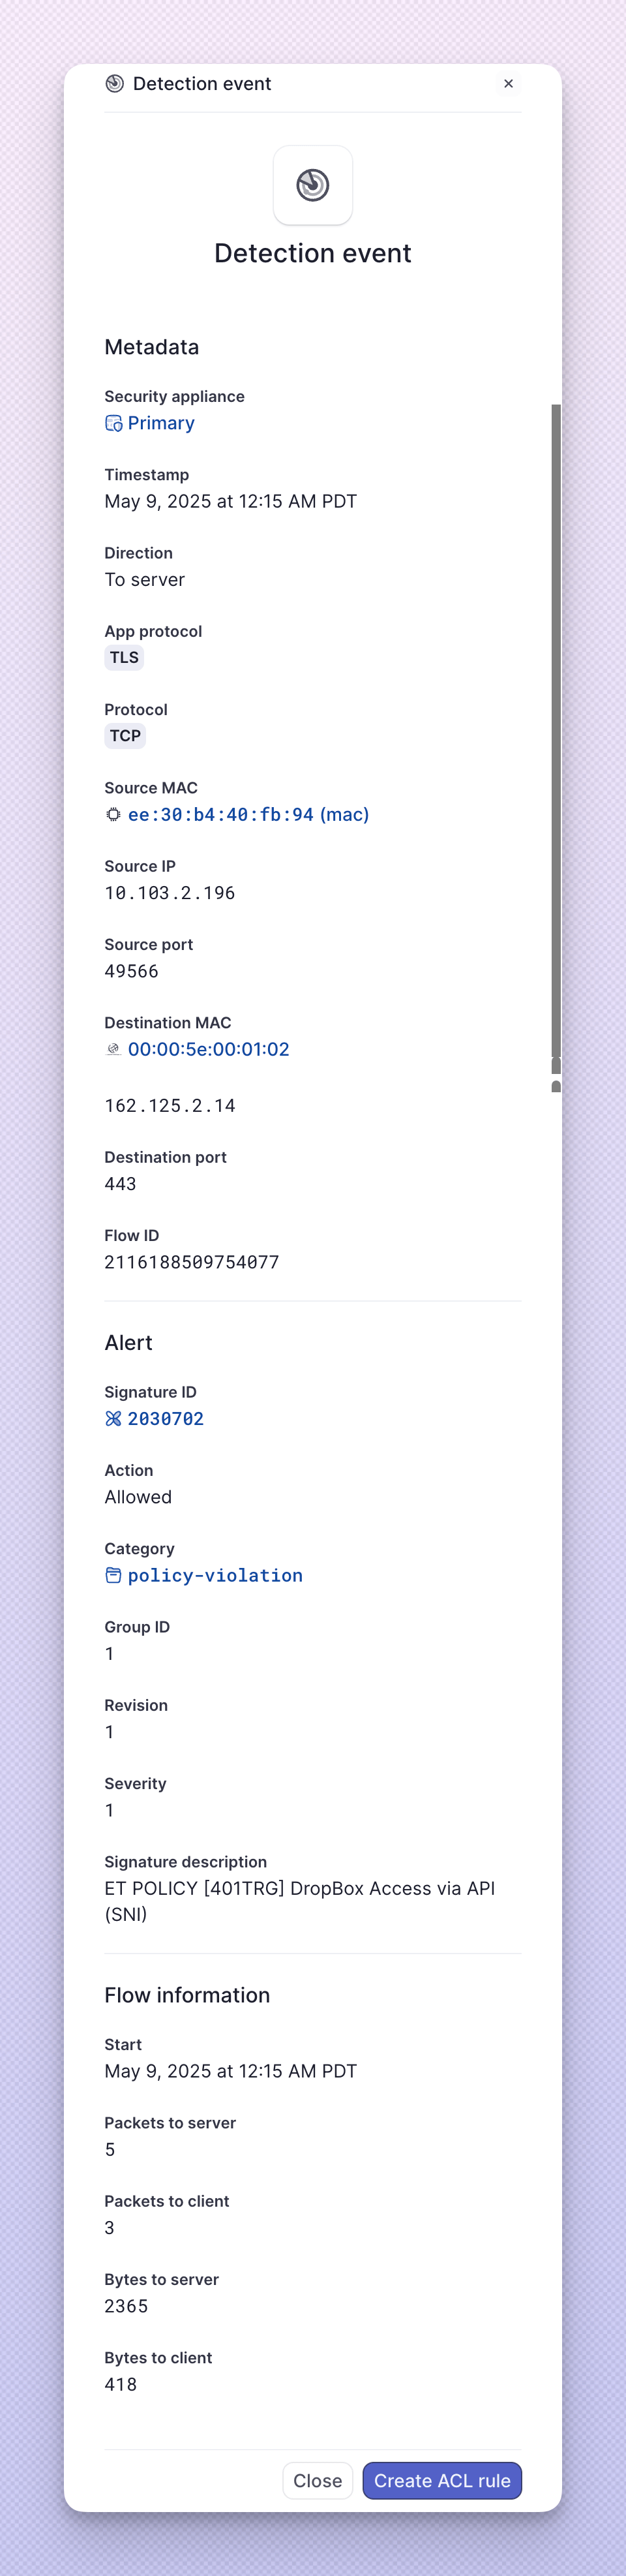 Detection event
Detection event
Metadata
Security appliance
Primary
Timestamp
May 9, 2025 at 12:15 AM PDT
Direction
To server
App protocol
TLS
Protocol
TCP
Source MAC
ee:30:b4:40:fb:94 (mac)
Source IP
10.103.2.196
Source port
49566
Destination MAC
00:00:5e:00:01:02
162.125.2.14
Destination port
443
Flow ID
2116188509754077
Alert
Signature ID
2030702
Action
Allowed
Category
policy-violation
Group ID
1
Revision
1
Severity
1
Signature description
ET POLICY [401TRG] DropBox Access via API
(SNI)
Flow information
Start
May 9, 2025 at 12:15 AM PDT
Packets to server
5
Packets to client
3
Bytes to server
2365
Bytes to client
418
Close
Create ACL rule